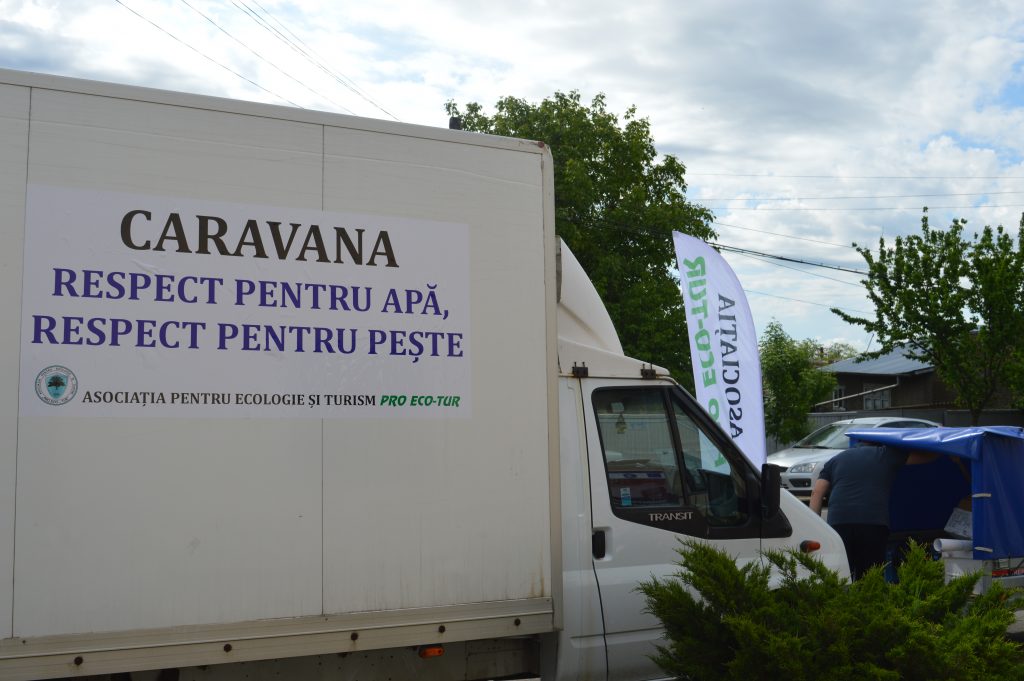 CARAVANA
RESPECT PENTRU APĂ,
RESPECT PENTRU PEȘTE
ASOCIAȚIA PENTRU ECOLOGIE ȘI TURISM PRO ECO-TUR
TRANSIT
ASOCIAȚIA
ECO-TUR